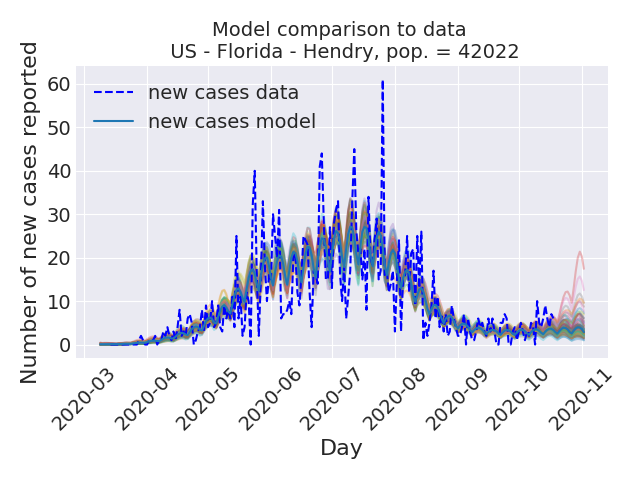 Model comparison to data
US - Florida - Hendry, pop. = 42022
Number of new cases reported
60
50
40
30
20
10
0
new cases data
new cases model
2020-03
2020-04
2020-05
2020-06
2020-07
2020-08
2020-09
2020-10
2020-11
Day